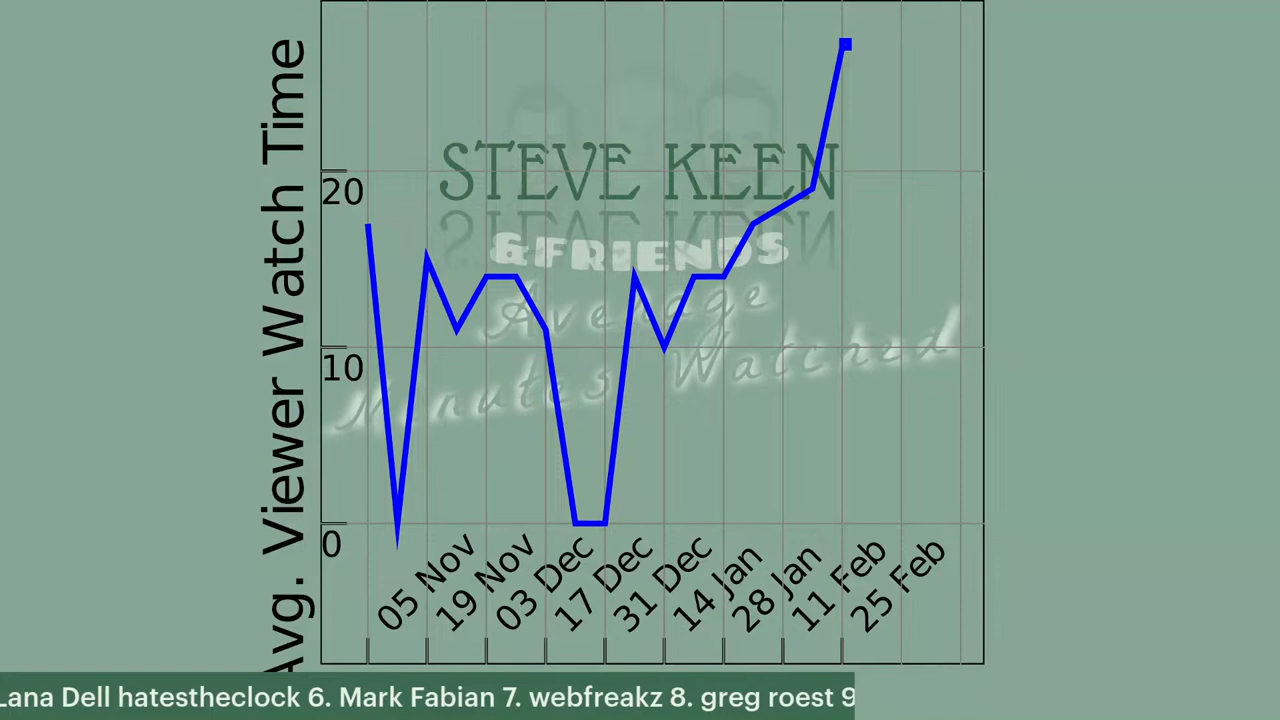 Avg. Viewer Watch Time
STEVE KEEN
&FRIENDS
Average
Minutes Watched
20
10
0
05 Nov
19 Nov
03 Dec
17 Dec
31 Dec
14 Jan
28 Jan
11 Feb
25 Feb
Lana Dell hatestheclock 6. Mark Fabian 7. webfreakz 8. greg roest 9